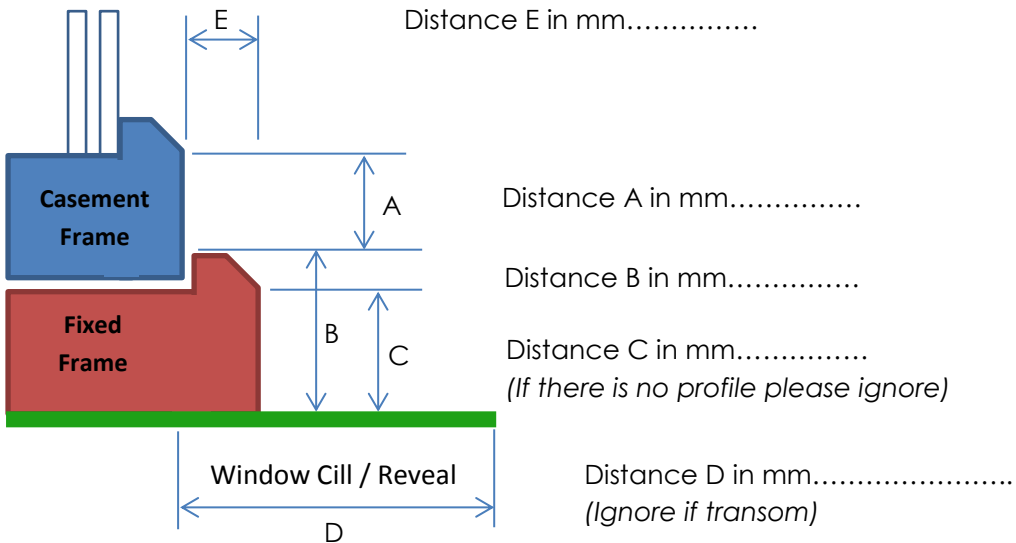 E
Distance E in mm……………
Casement
Frame
A
Distance A in mm……………
Distance B in mm……………
Fixed
Frame
B
C
Distance C in mm……………
(If there is no profile please ignore)
Window Cill / Reveal
D
Distance D in mm…………………..
(Ignore if transom)